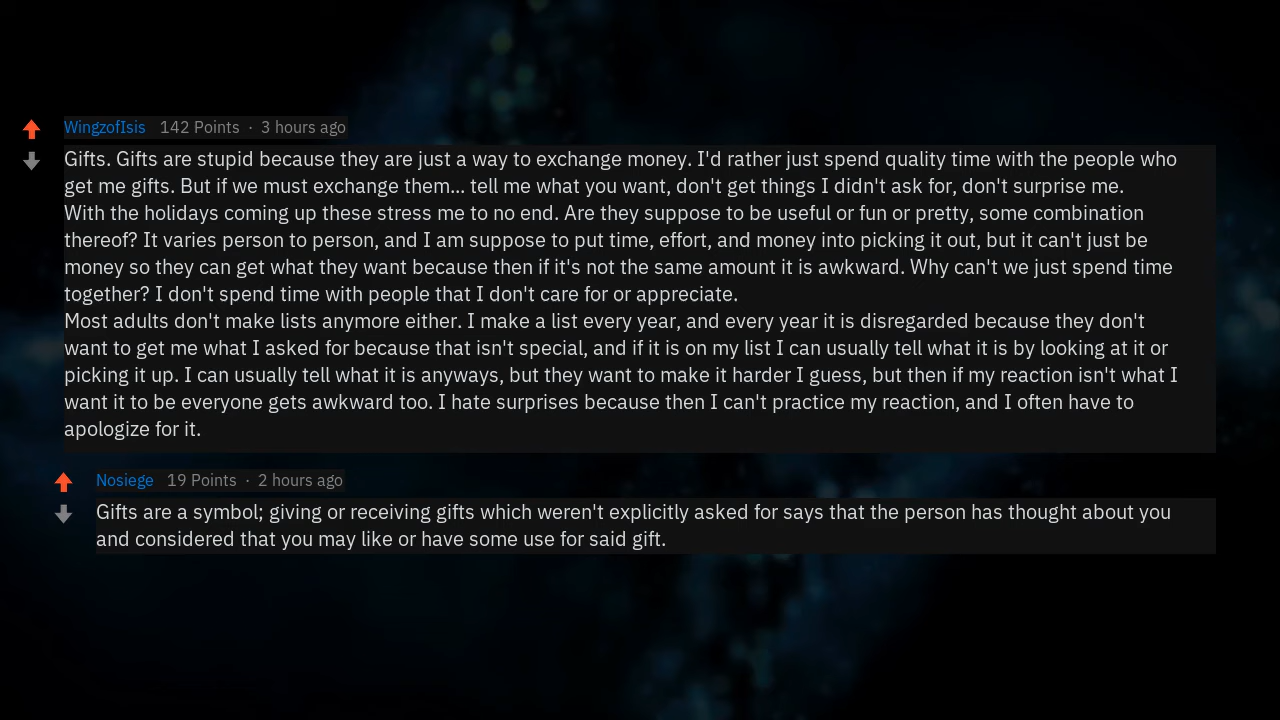 WingzofIsis 142 Points · 3 hours ago
Gifts. Gifts are stupid because they are just a way to exchange money. I'd rather just spend quality time with the people who
get me gifts. But if we must exchange them... tell me what you want, don't get things I didn't ask for, don't surprise me.
With the holidays coming up these stress me to no end. Are they suppose to be useful or fun or pretty, some combination
thereof? It varies person to person, and I am suppose to put time, effort, and money into picking it out, but it can't just be
money so they can get what they want because then if it's not the same amount it is awkward. Why can't we just spend time
together? I don't spend time with people that I don't care for or appreciate.
Most adults don't make lists anymore either. I make a list every year, and every year it is disregarded because they don't
want to get me what I asked for because that isn't special, and if it is on my list I can usually tell what it is by looking at it or
picking it up. I can usually tell what it is anyways, but they want to make it harder I guess, but then if my reaction isn't what I
want it to be everyone gets awkward too. I hate surprises because then I can't practice my reaction, and I often have to
apologize for it.
Nosiege 19 Points · 2 hours ago
Gifts are a symbol; giving or receiving gifts which weren't explicitly asked for says that the person has thought about you
and considered that you may like or have some use for said gift.